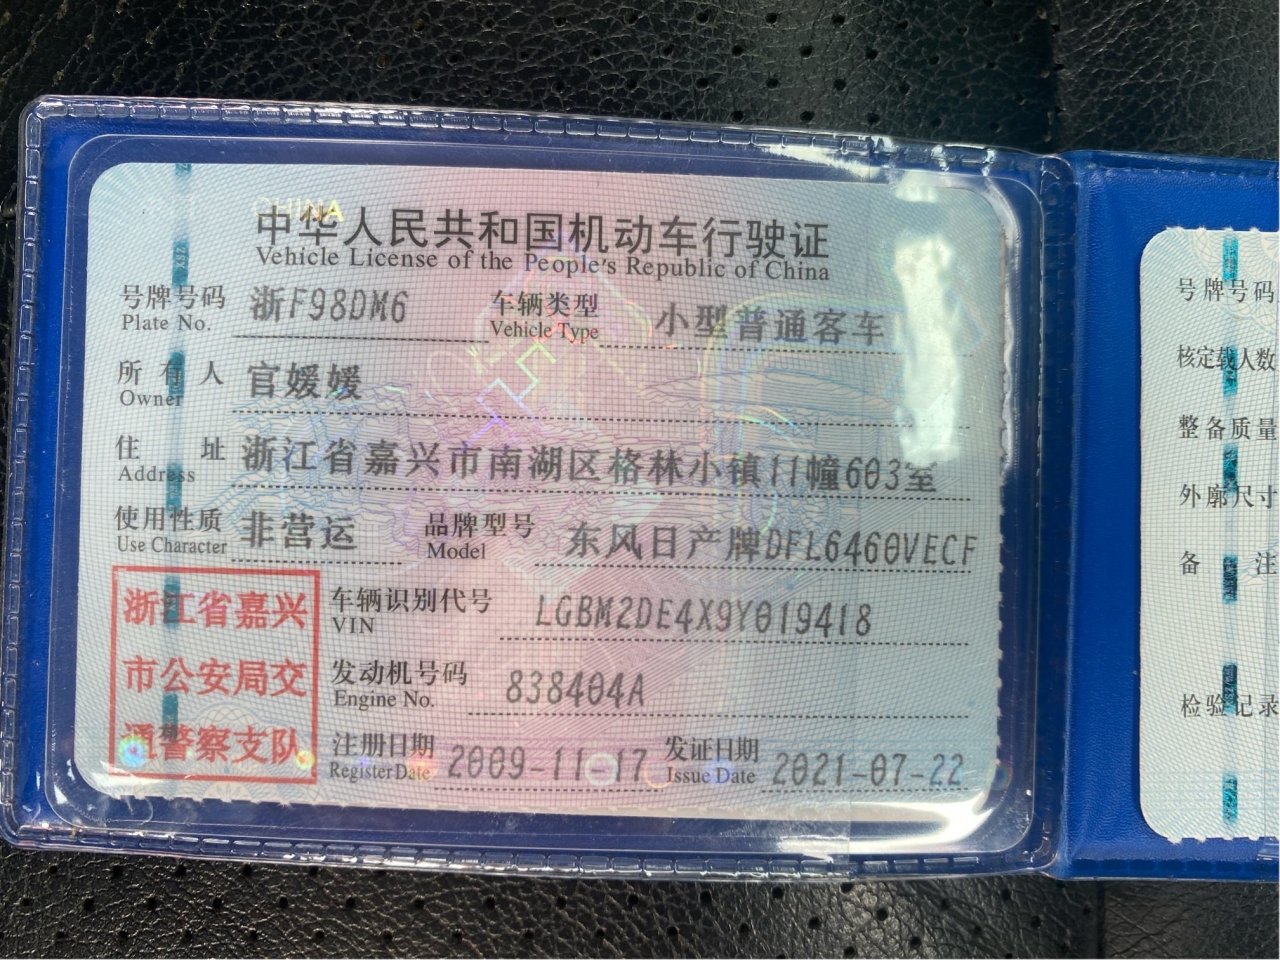 CHINA
中华人民共和国机动车行驶证
Vehicle License of the People's Republic of China
号牌号码 浙F98DM6 车辆类型 小型普通客车
Plate No. Vehicle Type
所有人 官媛媛
Owner
住址 浙江省嘉兴市南湖区格林小镇11幢603室
Address
使用性质 非营运 品牌型号 东风日产牌DFL6460VECF
Use Character Model
浙江省嘉兴
市公安局交
通警察支队
车辆识别代号 LGBM2DE4X9Y019418
VIN
发动机号码 838404A
Engine No.
注册日期 2009-11-17 发证日期 2021-07-22
Register Date Issue Date
号牌号码
核定载人数
整备质量
外廓尺寸
备注
检验记录